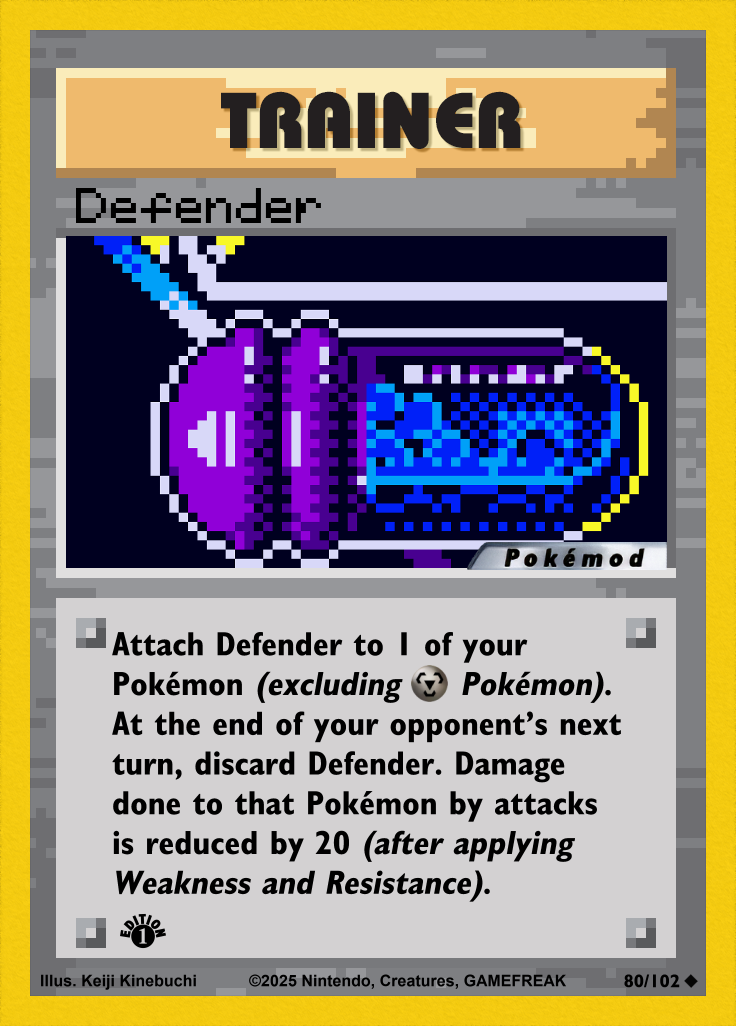 TRAINER
Defender
Pokémod
Attach Defender to 1 of your
Pokémon (excluding Pokémon).
At the end of your opponent's next
turn, discard Defender. Damage
done to that Pokémon by attacks
is reduced by 20 (after applying
Weakness and Resistance).
EDITION
1
Illus. Keiji Kinebuchi ©2025 Nintendo, Creatures, GAMEFREAK 80/102